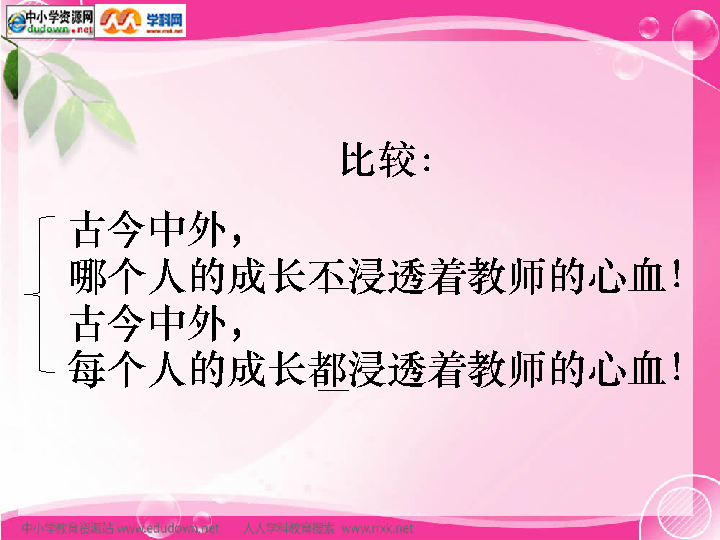 中小学资源网
dudown.net
学科网
比较：
古今中外，
哪个人的成长不浸透着教师的心血！
古今中外，
每个人的成长都浸透着教师的心血！
中小学教育资源站 www.edudown.net 人人学科教育搜索 www.rrxk.net